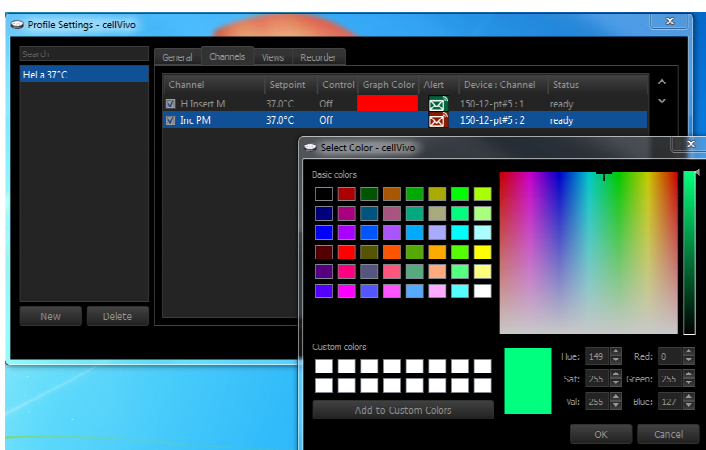 Profile Settings - cellVivo
x
Search
HeLa 37°C
New
Delete
General Channels Views Recorder
Channel Setpoint Control Graph Color Alert Device : Channel Status
H Insert M 37.0°C Off 150-12-pt#5 : 1 ready
Inc PM 37.0°C Off 150-12-pt#5 : 2 ready
Select Color - cellVivo
x
Basic colors
Custom colors
Add to Custom Colors
Hue: 149 Red: 0
Sat: 255 Green: 255
Val: 255 Blue: 127
OK Cancel